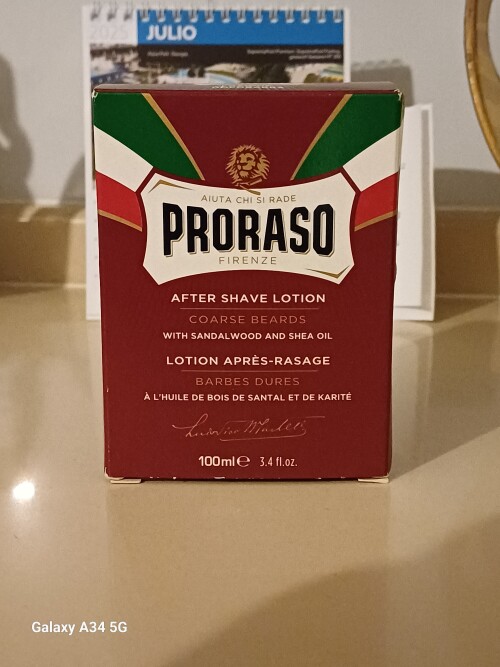 2025 JULIO
AIUTA CHI SI RADE
PRORASO
FIRENZE
AFTER SHAVE LOTION
COARSE BEARDS
WITH SANDALWOOD AND SHEA OIL
LOTION APRÈS-RASAGE
BARBES DURES
À L'HUILE DE BOIS DE SANTAL ET DE KARITÉ
100ml e 3.4 fl.oz.
Galaxy A34 5G